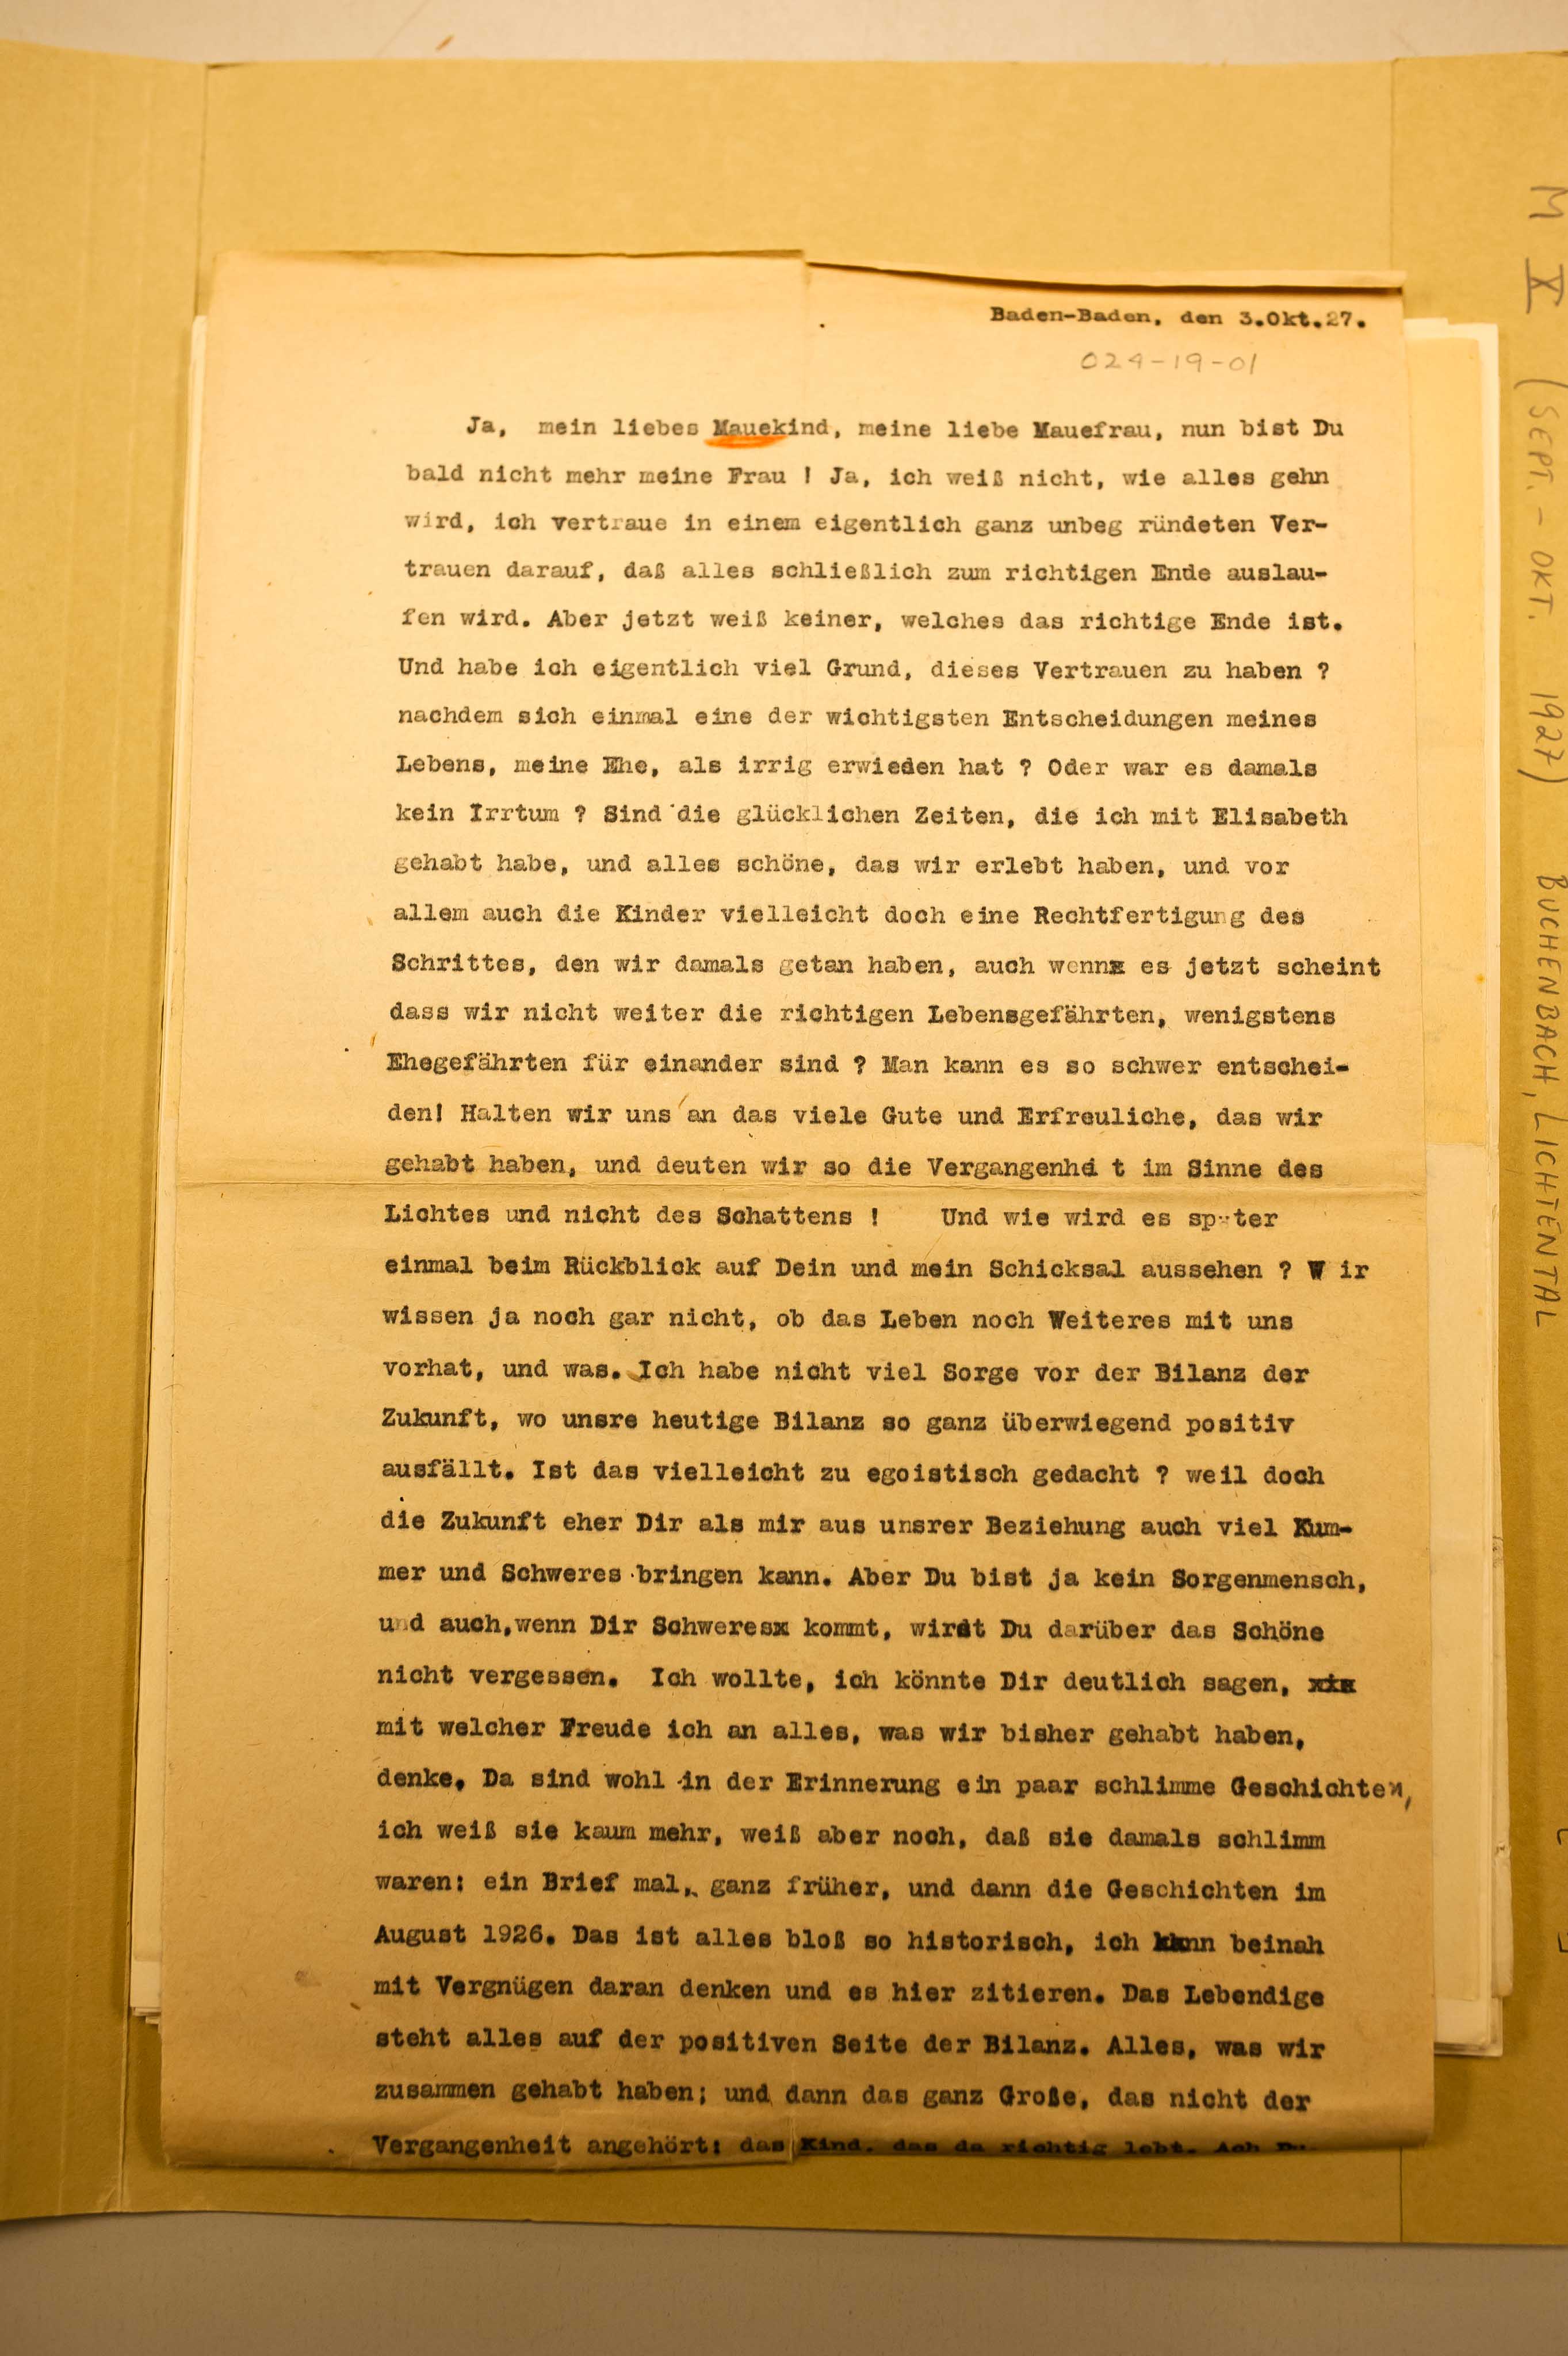 Baden-Baden, den 3.Okt.27.
024-19-01
Ja, mein liebes Mauekind, meine liebe Mauefrau, nun bist Du
bald nicht mehr meine Frau ! Ja, ich weiß nicht, wie alles gehn
wird, ich vertraue in einem eigentlich ganz unbeg ründeten Ver-
trauen darauf, daß alles schließlich zum richtigen Ende auslau-
fen wird. Aber jetzt weiß keiner, welches das richtige Ende ist.
Und habe ich eigentlich viel Grund, dieses Vertrauen zu haben ?
nachdem sich einmal eine der wichtigsten Entscheidungen meines
Lebens, meine Ehe, als irrig erwiesen hat ? Oder war es damals
kein Irrtum ? Sind die glücklichen Zeiten, die ich mit Elisabeth
gehabt habe, und alles schöne, das wir erlebt haben, und vor
allem auch die Kinder vielleicht doch eine Rechtfertigung des
Schrittes, den wir damals getan haben, auch wennx es jetzt scheint
dass wir nicht weiter die richtigen Lebensgefährten, wenigstens
Ehegefährten für einander sind ? Man kann es so schwer entschei-
den! Halten wir uns an das viele Gute und Erfreuliche, das wir
gehabt haben, und deuten wir so die Vergangenhei t im Sinne des
Lichtes und nicht des Schattens ! Und wie wird es später
einmal beim Rückblick auf Dein und mein Schicksal aussehen ? W ir
wissen ja noch gar nicht, ob das Leben noch Weiteres mit uns
vorhat, und was. Ich habe nicht viel Sorge vor der Bilanz der
Zukunft, wo unsre heutige Bilanz so ganz überwiegend positiv
ausfällt. Ist das vielleicht zu egoistisch gedacht ? weil doch
die Zukunft eher Dir als mir aus unsrer Beziehung auch viel Kum-
mer und Schweres bringen kann. Aber Du bist ja kein Sorgenmensch,
und auch,wenn Dir Schweresx kommt, wirst Du darüber das Schöne
nicht vergessen. Ich wollte, ich könnte Dir deutlich sagen,
mit welcher Freude ich an alles, was wir bisher gehabt haben,
denke. Da sind wohl in der Erinnerung ein paar schlimme Geschichten,
ich weiß sie kaum mehr, weiß aber noch, daß sie damals schlimm
waren: ein Brief mal, ganz früher, und dann die Geschichten im
August 1926. Das ist alles bloß so historisch, ich kann beinah
mit Vergnügen daran denken und es hier zitieren. Das Lebendige
steht alles auf der positiven Seite der Bilanz. Alles, was wir
zusammen gehabt haben; und dann das ganz Große, das nicht der
Vergangenheit angehört: das Kind, das da richtig lebt. Ach Du
M X (SEPT. - OKT. 1927) BUCHENBACH, LICHTENTAL